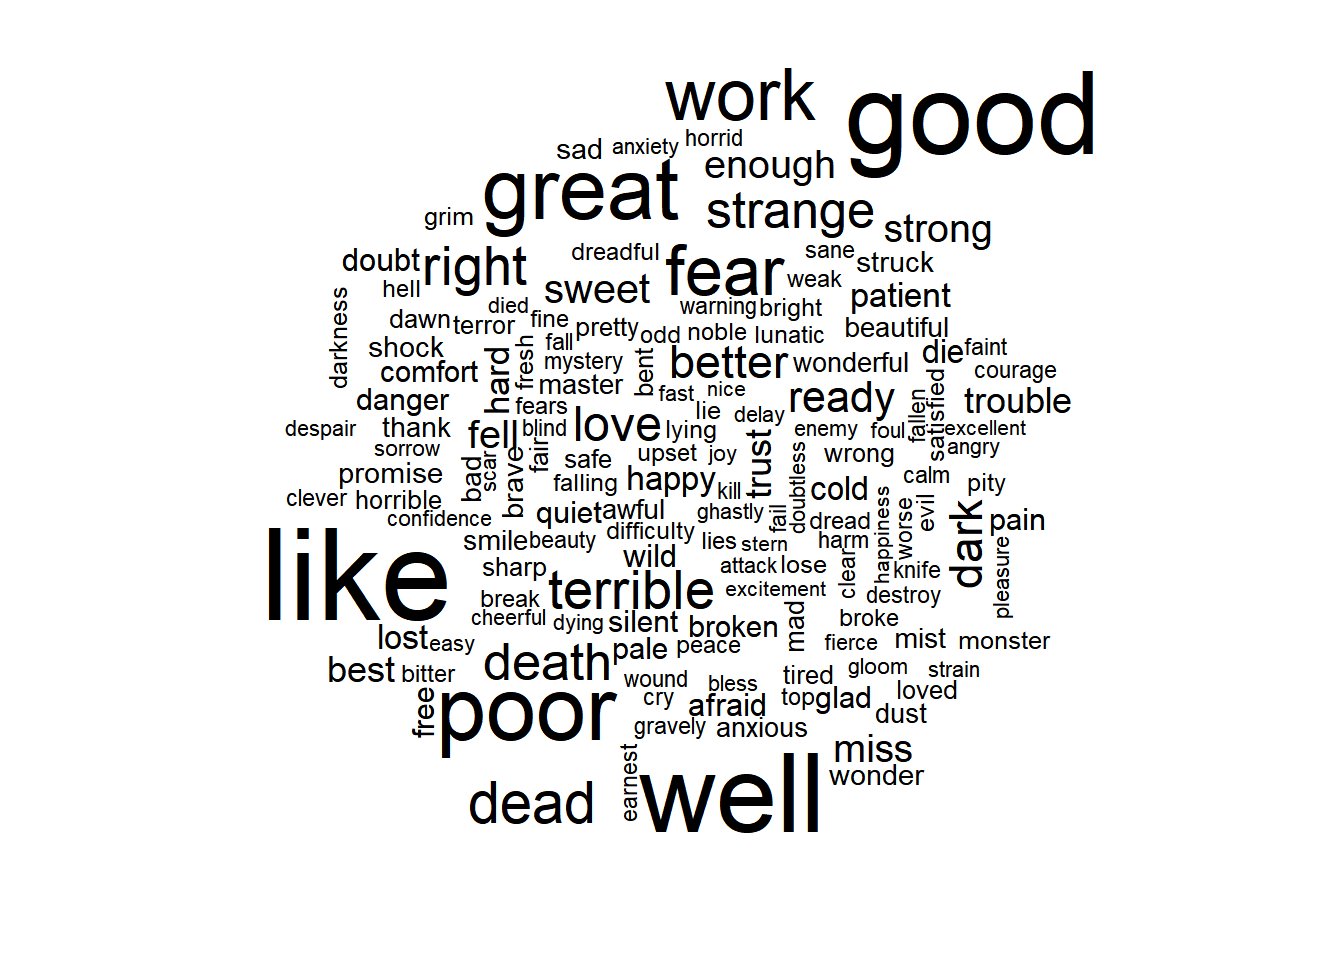 work
good
sad
anxiety
horrid
enough
great
strange
strong
grim
doubt
right
dreadful
fear
sane
struck
hell
sweet
weak
patient
darkness
died
warning
bright
dawn
terror
fine
pretty
odd
noble
lunatic
beautiful
shock
hard
fresh
fall
mystery
bent
better
wonderful
die
faint
comfort
master
fast
nice
courage
danger
fears
lie
delay
ready
fallen
satisfied
trouble
despair
thank
sorrow
fell
blind
love
lying
trust
enemy
foul
excellent
angry
promise
bad
scar
brave
fair
safe
upset
joy
wrong
calm
pity
clever
horrible
falling
happy
kill
doubtless
cold
confidence
quiet
awful
ghastly
fail
dread
happiness
worse
evil
dark
pain
like
smile
beauty
difficulty
lies
stern
harm
sharp
wild
attack
lose
clear
knife
pleasure
break
terrible
excitement
destroy
cheerful
dying
silent
broken
mad
broke
lost
easy
death
pale
peace
fierce
mist
monster
best
bitter
wound
bless
tired
gloom
strain
free
poor
cry
afraid
top
glad
loved
gravely
anxious
dust
miss
dead
earnest
well
wonder